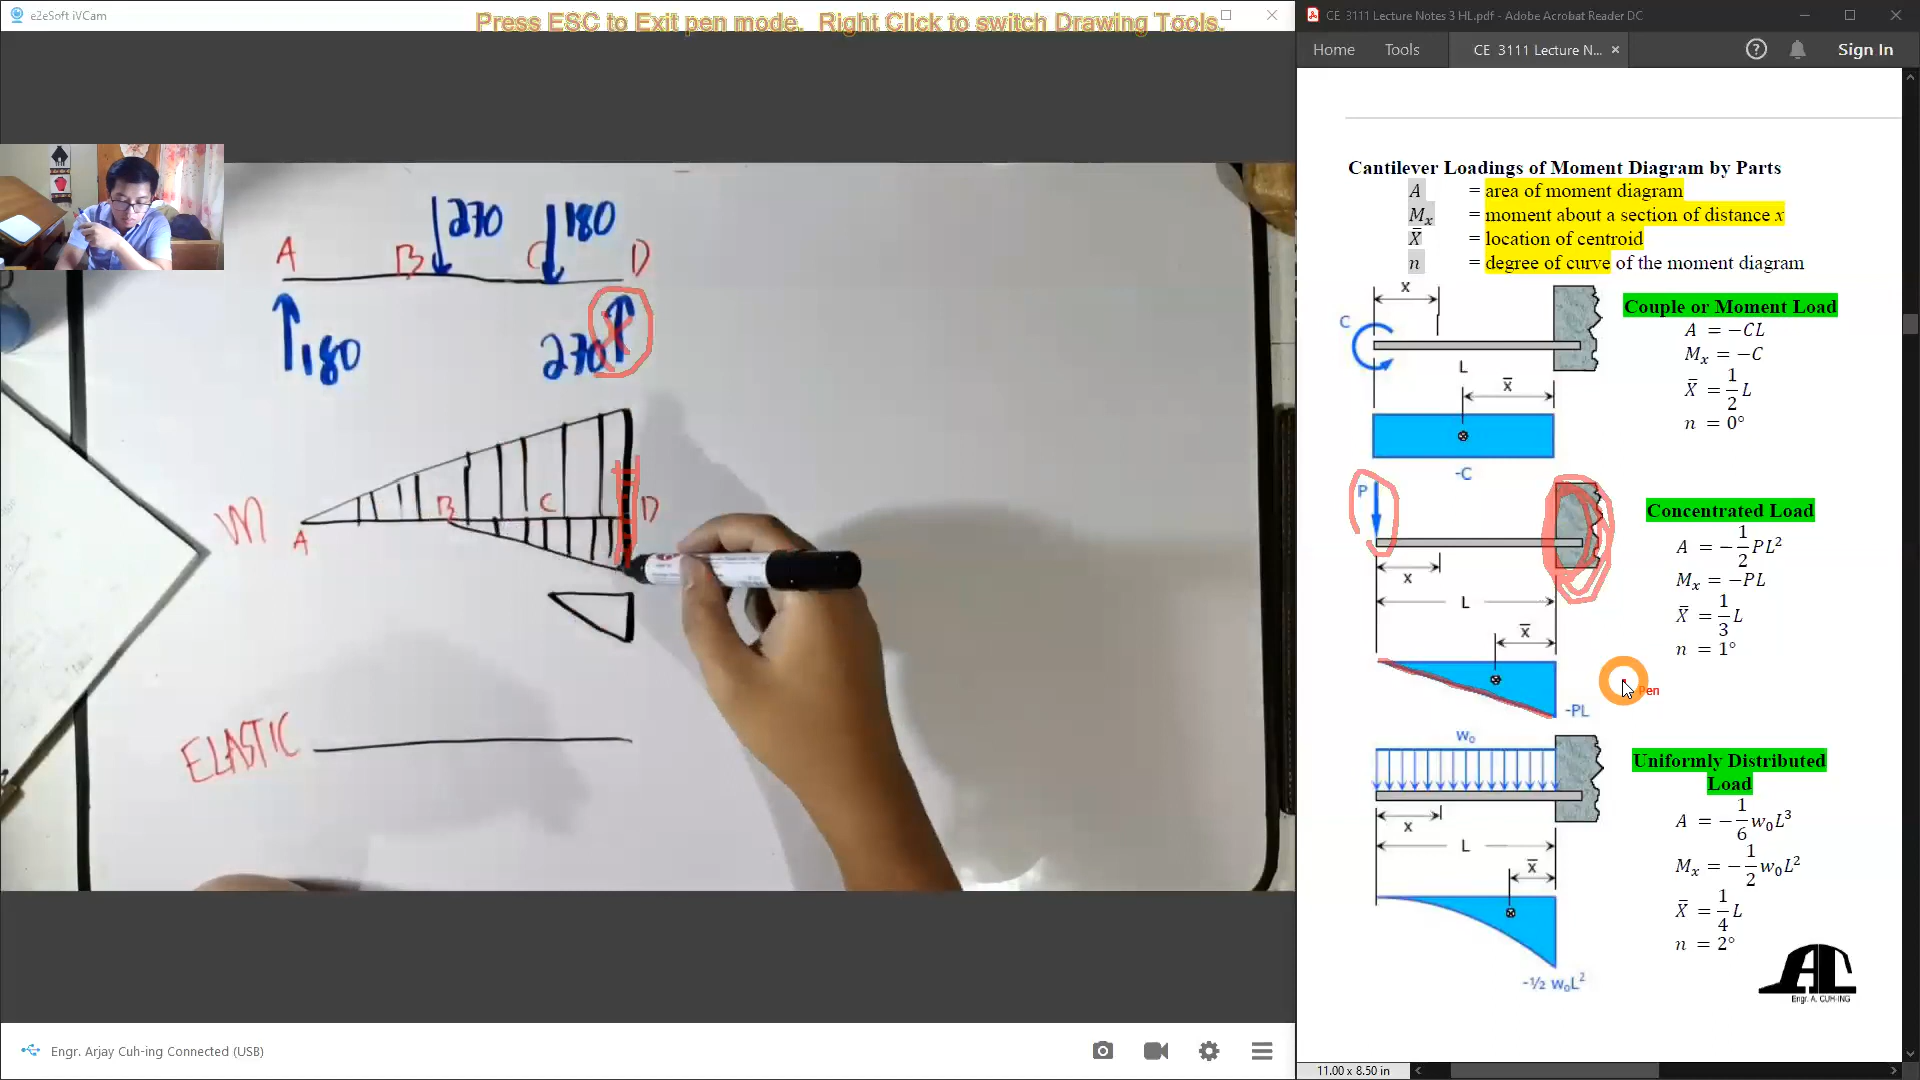 e2eSoft iVCam
Press ESC to Exit pen mode. Right Click to switch Drawing Tools.
CE 3111 Lecture Notes 3 HL.pdf - Adobe Acrobat Reader DC
Home Tools CE 3111 Lecture N... × ? Sign In
270 180
A B C D
180 270
M A B C D
ELASTIC
Cantilever Loadings of Moment Diagram by Parts
A = area of moment diagram
Mₓ = moment about a section of distance x
X̄ = location of centroid
n = degree of curve of the moment diagram
x
C
L
x̄
-C
Couple or Moment Load
A = −CL
Mₓ = −C
X̄ = 1/2 L
n = 0°
P
x
L
x̄
-PL
Concentrated Load
A = −1/2 PL²
Mₓ = −PL
X̄ = 1/3 L
n = 1°
Pen
w₀
x
L
x̄
-½ w₀L²
Uniformly Distributed
Load
A = −1/6 w₀L³
Mₓ = −1/2 w₀L²
X̄ = 1/4 L
n = 2°
Engr. A. CUH-ING
Engr. Arjay Cuh-ing Connected (USB)
11.00 x 8.50 in